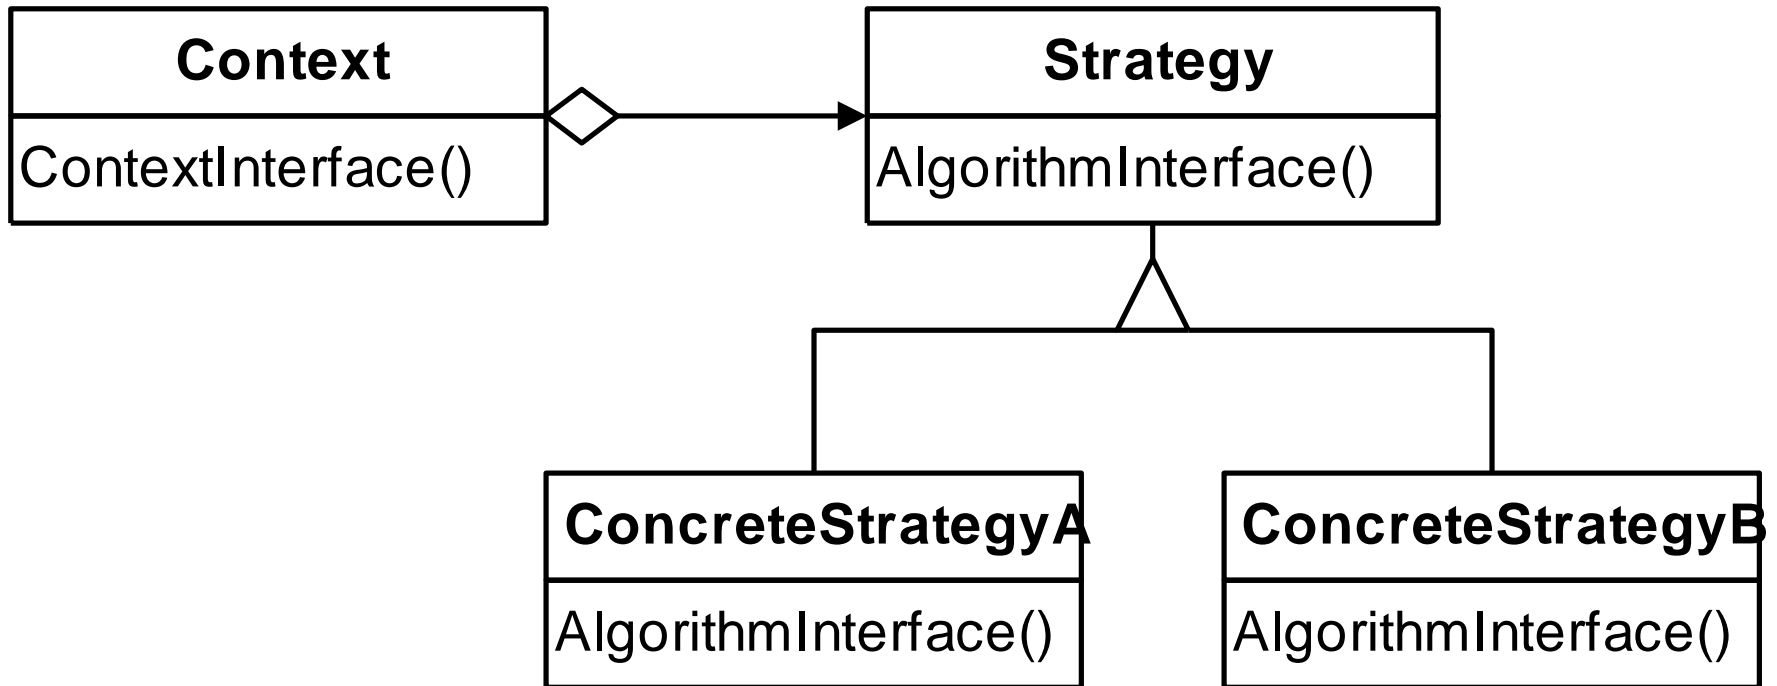 Context
ContextInterface()
Strategy
AlgorithmInterface()
ConcreteStrategyA
AlgorithmInterface()
ConcreteStrategyB
AlgorithmInterface()